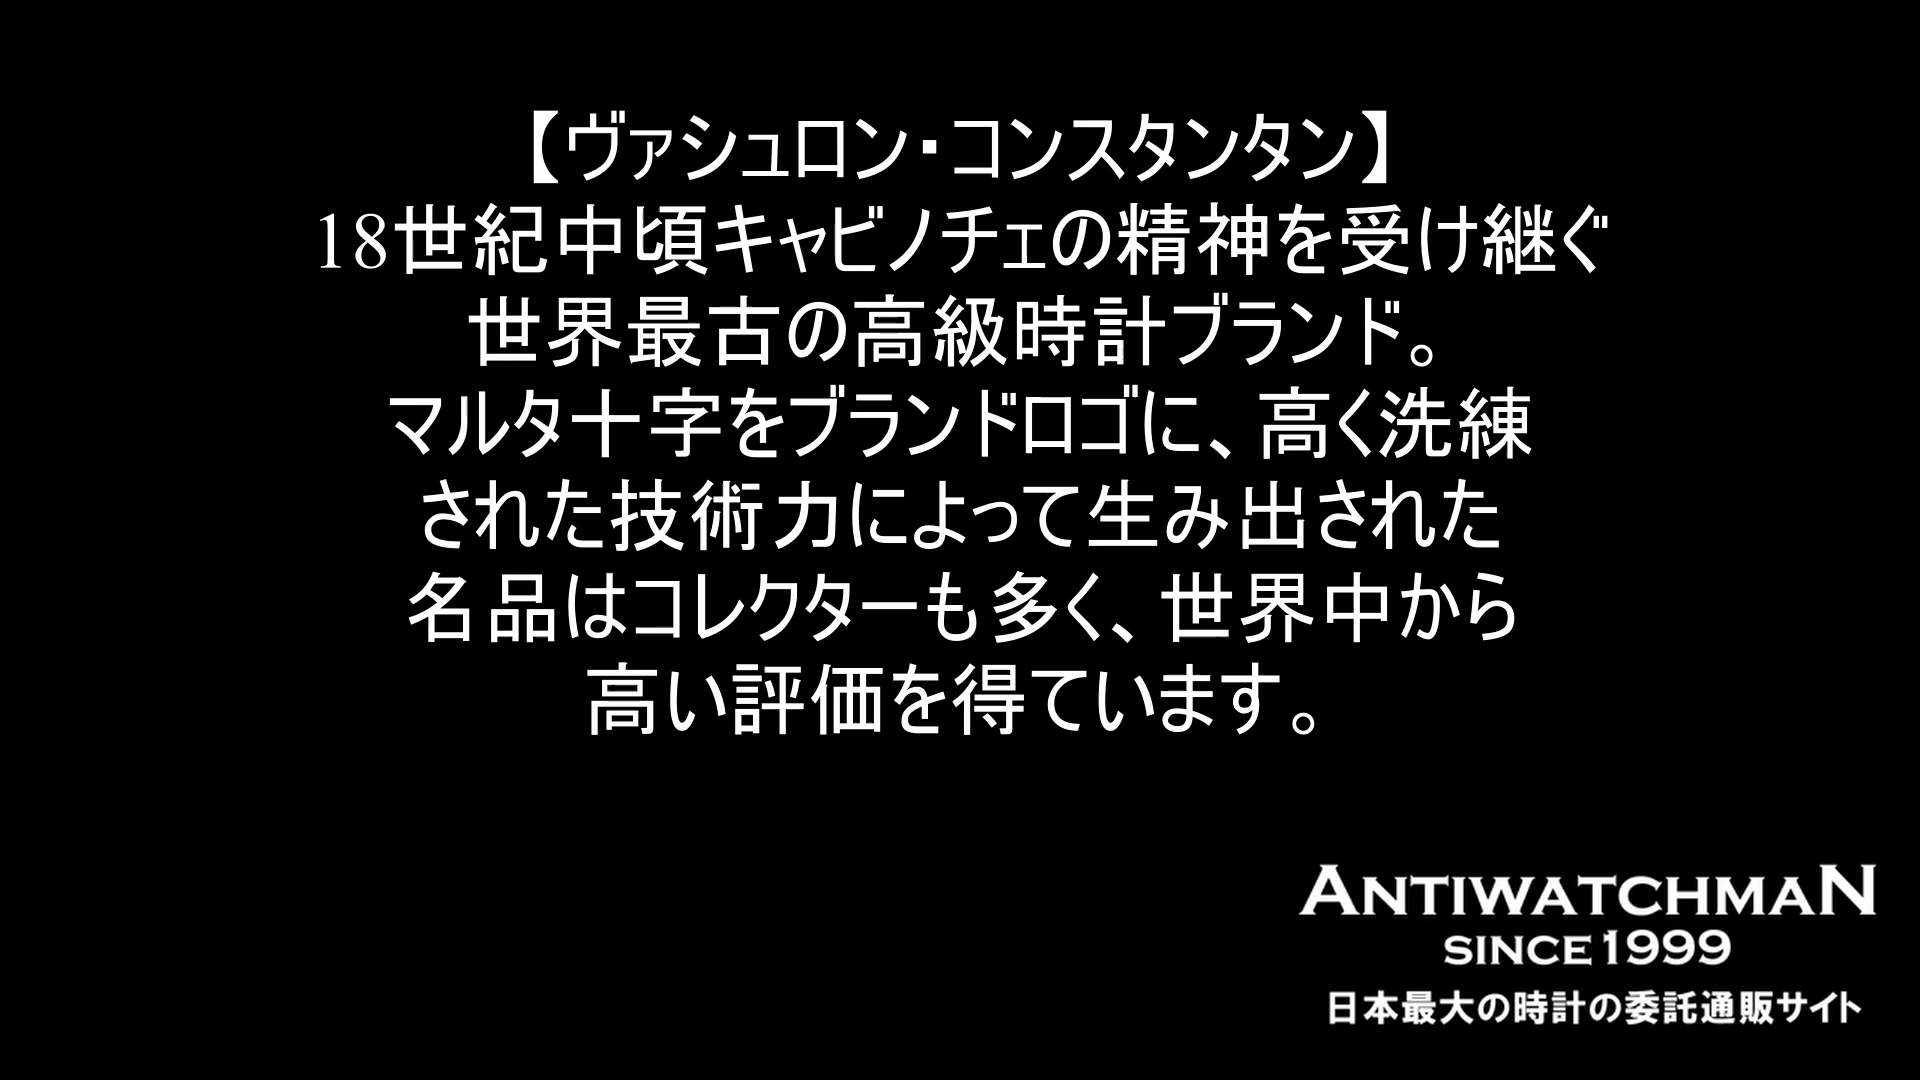 【ヴァシュロン・コンスタンタン】
18世紀中頃キャビノチェの精神を受け継ぐ
世界最古の高級時計ブランド。
マルタ十字をブランドロゴに、高く洗練
された技術力によって生み出された
名品はコレクターも多く、世界中から
高い評価を得ています。
ANTIWATCHMAN
SINCE 1999
日本最大の時計の委託通販サイト